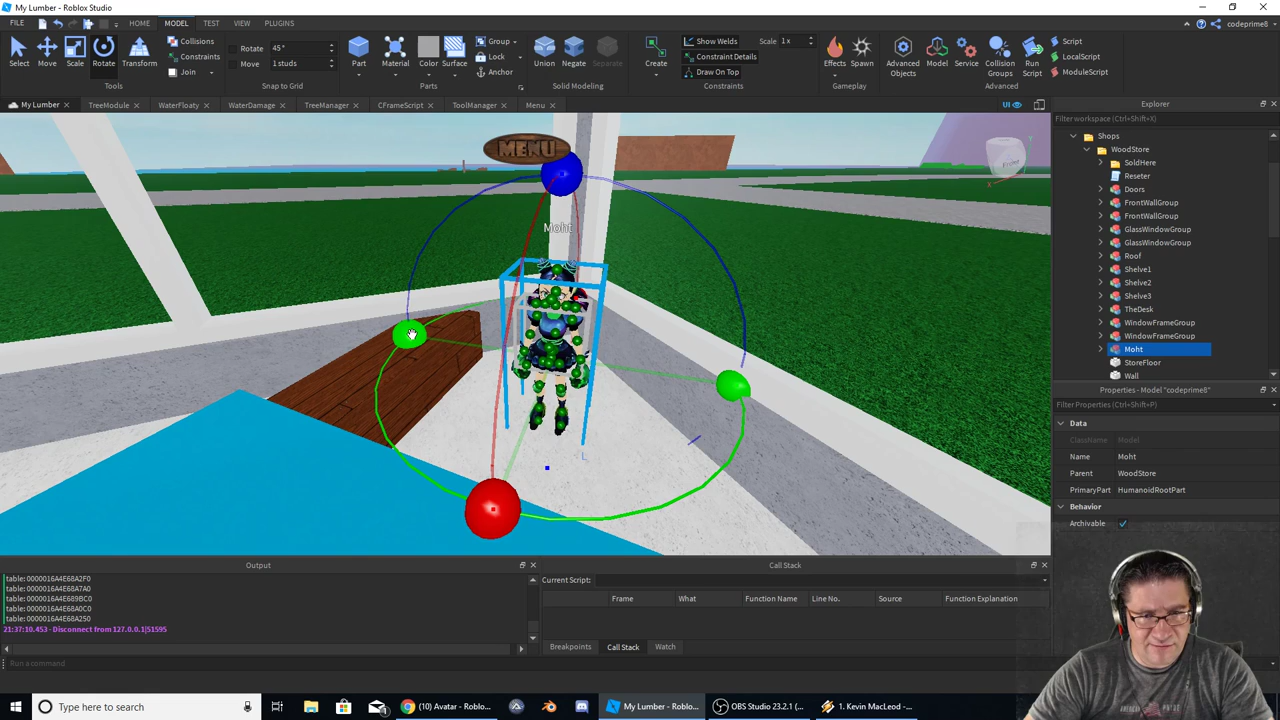 My Lumber - Roblox Studio
FILE
HOME
MODEL
TEST
VIEW
PLUGINS
codeprime8
Select
Move
Scale
Rotate
Transform
Tools
Collisions
Constraints
Join
Rotate
45°
Move
1 studs
Snap to Grid
Part
Material
Color
Surface
Group
Lock
Anchor
Parts
Union
Negate
Separate
Solid Modeling
Create
Show Welds
Scale
1 x
Constraint Details
Draw On Top
Constraints
Effects
Spawn
Gameplay
Advanced
Objects
Model
Service
Collision
Groups
Run
Script
Script
LocalScript
ModuleScript
Advanced
My Lumber
TreeModule
WaterFloaty
WaterDamage
TreeManager
CFrameScript
ToolManager
Menu
UI
MENU
Moht
X
Y
Explorer
Filter workspace (Ctrl+Shift+X)
Shops
WoodStore
SoldHere
Reseter
Doors
FrontWallGroup
FrontWallGroup
GlassWindowGroup
GlassWindowGroup
Roof
Shelve1
Shelve2
Shelve3
TheDesk
WindowFrameGroup
WindowFrameGroup
Moht
StoreFloor
Wall
Properties - Model "codeprime8"
Filter Properties (Ctrl+Shift+P)
Data
ClassName
Model
Name
Moht
Parent
WoodStore
PrimaryPart
HumanoidRootPart
Behavior
Archivable
Output
table: 0000016A4E68A2F0
table: 0000016A4E68A7A0
table: 0000016A4E689BC0
table: 0000016A4E68A0C0
table: 0000016A4E68A250
21:37:10.453 - Disconnect from 127.0.0.1|51595
Call Stack
Current Script:
Frame
What
Function Name
Line No.
Source
Function Explanation
Breakpoints
Call Stack
Watch
Run a command
Type here to search
(10) Avatar - Roblo...
My Lumber - Roblo...
OBS Studio 23.2.1 (...
1. Kevin MacLeod - ...